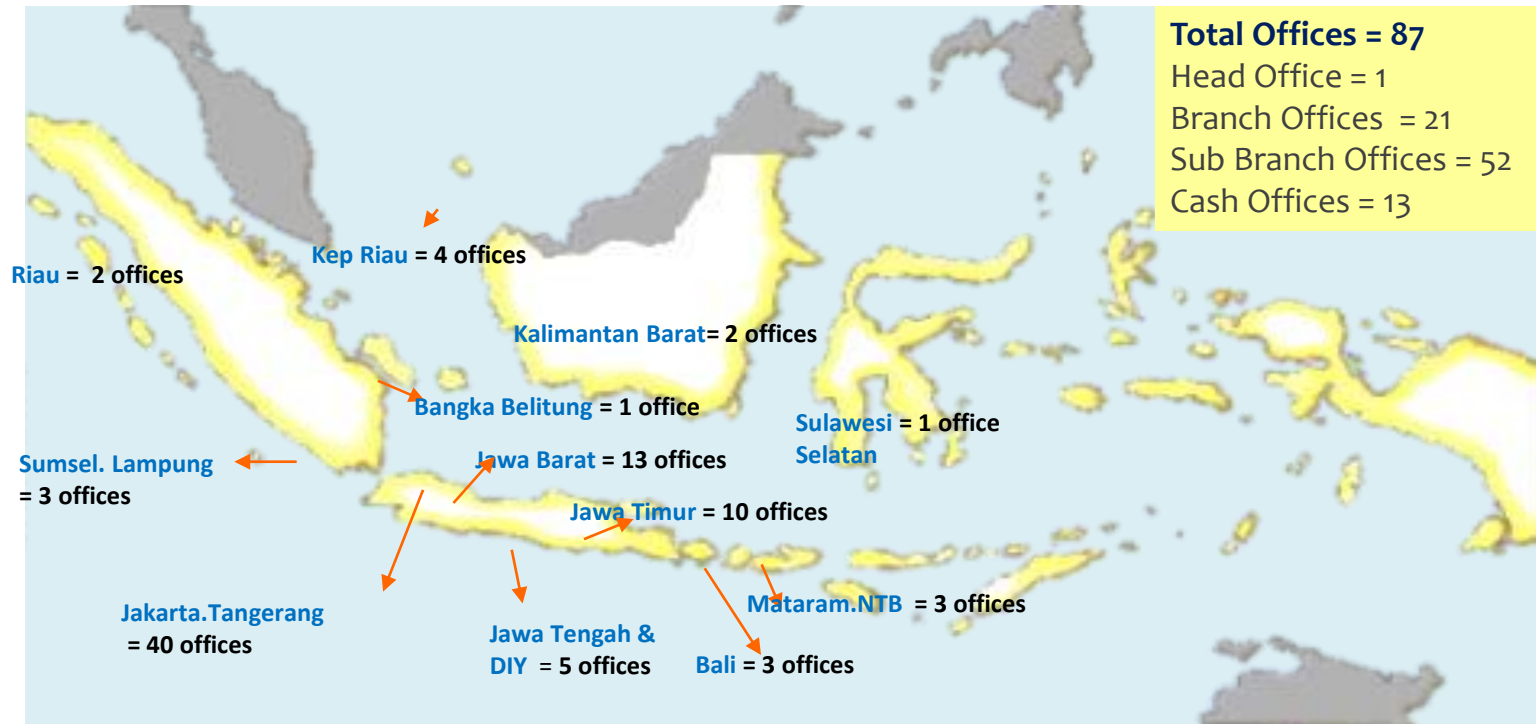 Total Offices = 87
Head Office = 1
Branch Offices = 21
Sub Branch Offices = 52
Cash Offices = 13
Kep Riau = 4 offices
Riau = 2 offices
Kalimantan Barat= 2 offices
Bangka Belitung = 1 office
Sulawesi = 1 office
Selatan
Sumsel. Lampung
= 3 offices
Jawa Barat = 13 offices
Jawa Timur = 10 offices
Jakarta.Tangerang
= 40 offices
Jawa Tengah &
DIY = 5 offices
Mataram.NTB = 3 offices
Bali = 3 offices